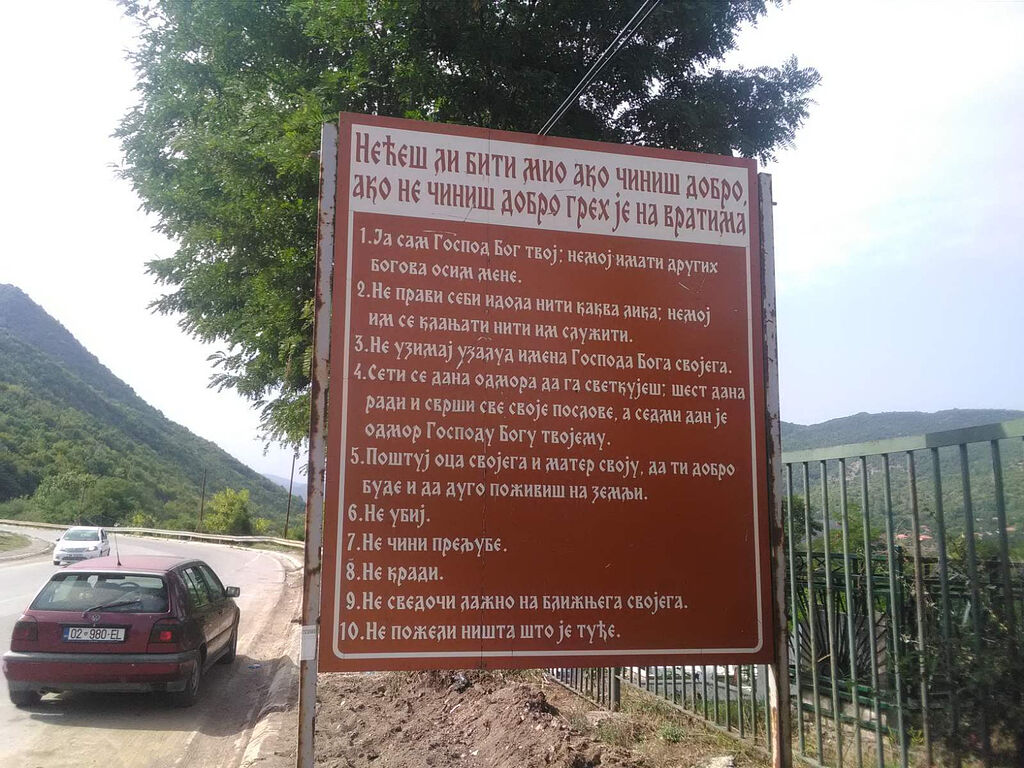 Нећеш ли бити мио ако чиниш добро,
ако не чиниш добро грех је на вратима
1. Ја сам Господ Бог твој; немој имати других
богова осим мене.
2. Не прави себи идола нити каква лика; немој
им се клањати нити им служити.
3. Не узимај узалуд имена Господа Бога својега.
4. Сети се дана одмора да га светкујеш; шест дана
ради и сврши све своје послове, а седми дан је
одмор Господу Богу твојему.
5. Поштуј оца својега и матер своју, да ти добро
буде и да дуго поживиш на земљи.
6. Не убиј.
7. Не чини прељубе.
8. Не кради.
9. Не сведочи лажно на ближњега својега.
10. Не пожели ништа што је туђе.
02-980-EL